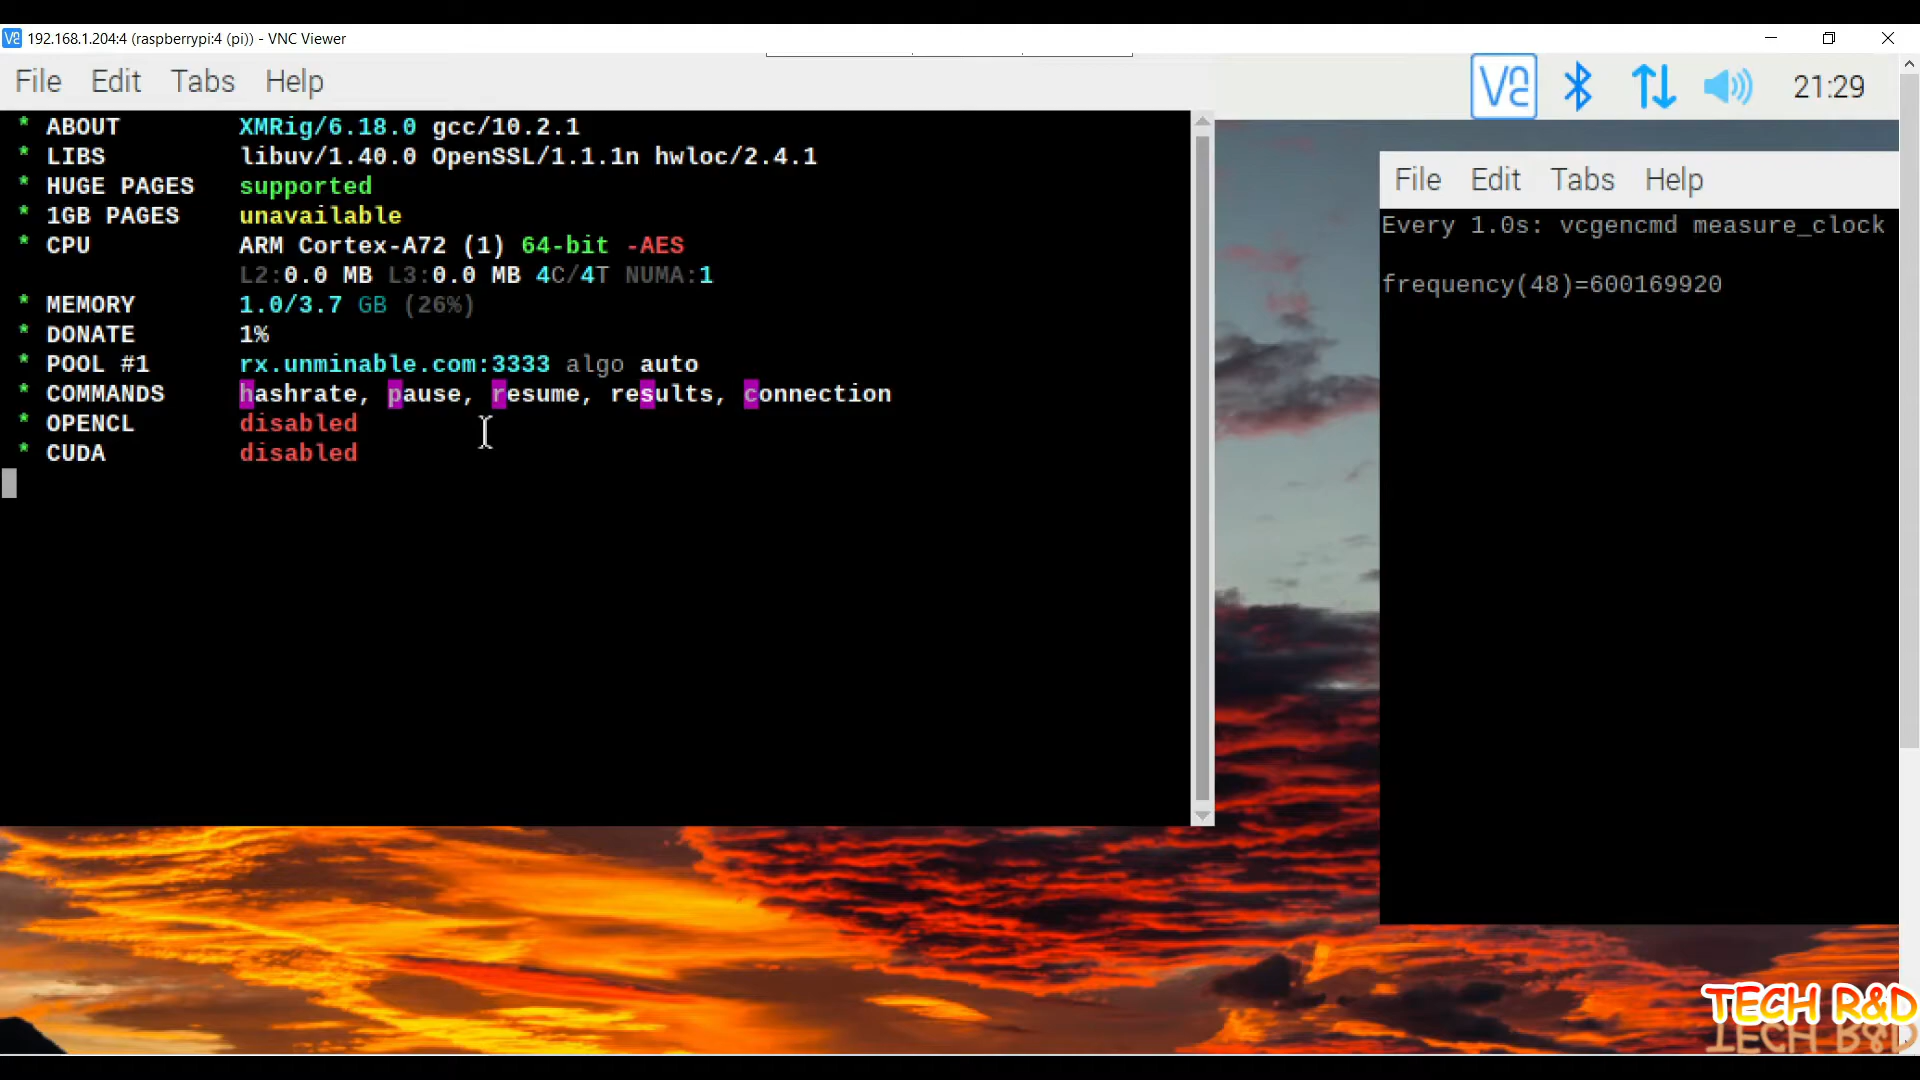 192.168.1.204:4 (raspberrypi:4 (pi)) - VNC Viewer
File Edit Tabs Help
21:29
* ABOUT XMRig/6.18.0 gcc/10.2.1
* LIBS libuv/1.40.0 OpenSSL/1.1.1n hwloc/2.4.1
* HUGE PAGES supported
* 1GB PAGES unavailable
* CPU ARM Cortex-A72 (1) 64-bit -AES
L2:0.0 MB L3:0.0 MB 4C/4T NUMA:1
* MEMORY 1.0/3.7 GB (26%)
* DONATE 1%
* POOL #1 rx.unminable.com:3333 algo auto
* COMMANDS hashrate, pause, resume, results, connection
* OPENCL disabled
* CUDA disabled
File Edit Tabs Help
Every 1.0s: vcgencmd measure_clock
frequency(48)=600169920
TECH R&D